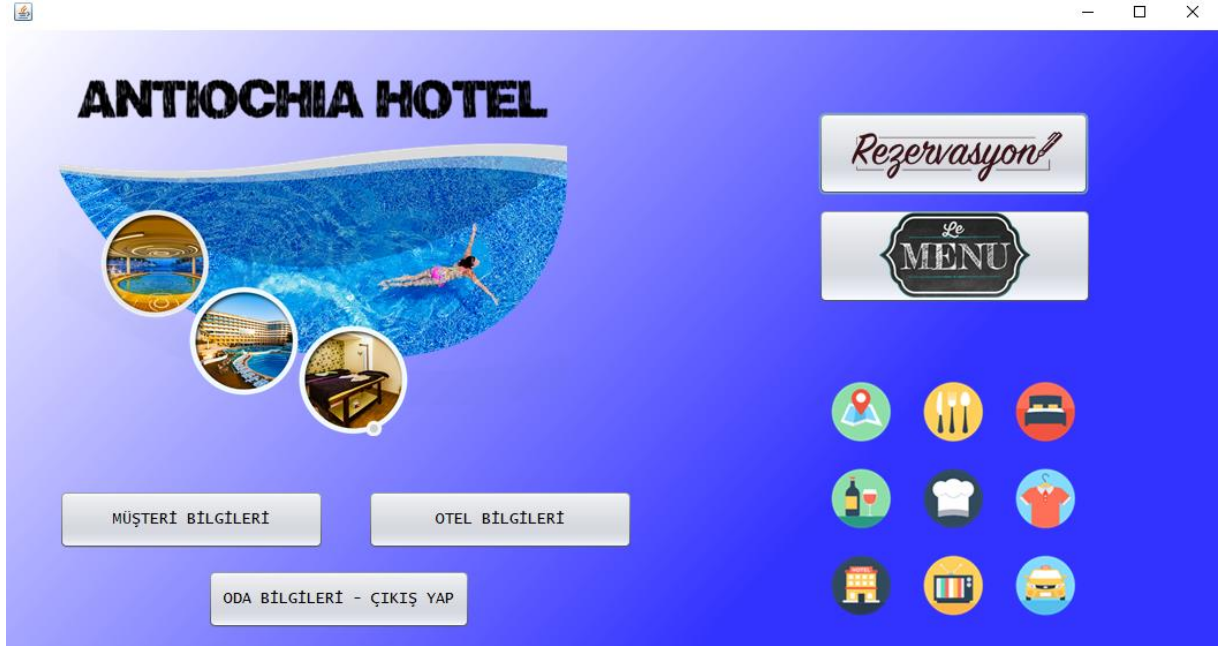 ANTIOCHIA HOTEL
Rezervasyon
Le
MENU
MÜŞTERİ BİLGİLERİ
OTEL BİLGİLERİ
ODA BİLGİLERİ - ÇIKIŞ YAP
HOTEL